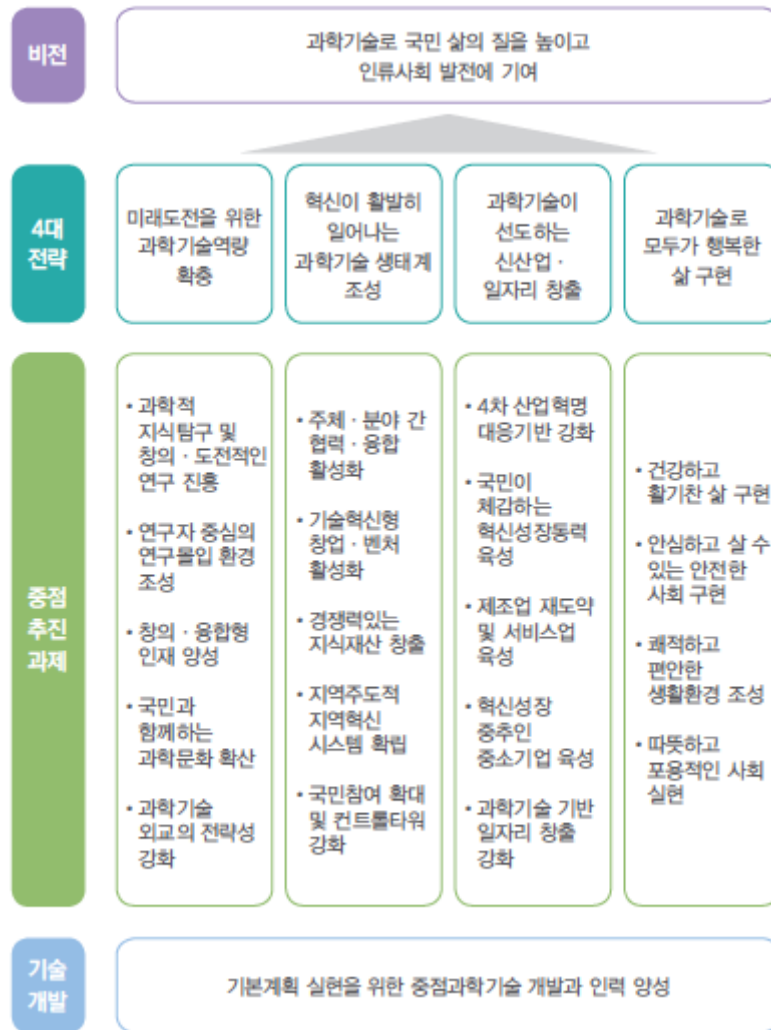 비전
과학기술로 국민 삶의 질을 높이고
인류사회 발전에 기여
4대
전략
미래도전을 위한
과학기술역량
확충
혁신이 활발히
일어나는
과학기술 생태계
조성
과학기술이
선도하는
신산업 ·
일자리 창출
과학기술로
모두가 행복한
삶 구현
중점
추진
과제
• 과학적
지식탐구 및
창의 · 도전적인
연구 진흥
• 연구자 중심의
연구몰입 환경
조성
• 창의 · 융합형
인재 양성
• 국민과
함께하는
과학문화 확산
• 과학기술
외교의 전략성
강화
• 주체 · 분야 간
협력 · 융합
활성화
• 기술혁신형
창업 · 벤처
활성화
• 경쟁력있는
지식재산 창출
• 지역주도적
지역혁신
시스템 확립
• 국민참여 확대
및 컨트롤타워
강화
• 4차 산업혁명
대응기반 강화
• 국민이
체감하는
혁신성장동력
육성
• 제조업 재도약
및 서비스업
육성
• 혁신성장
중추인
중소기업 육성
• 과학기술 기반
일자리 창출
강화
• 건강하고
활기찬 삶 구현
• 안심하고 살 수
있는 안전한
사회 구현
• 쾌적하고
편안한
생활환경 조성
• 따뜻하고
포용적인 사회
실현
기술
개발
기본계획 실현을 위한 중점과학기술 개발과 인력 양성